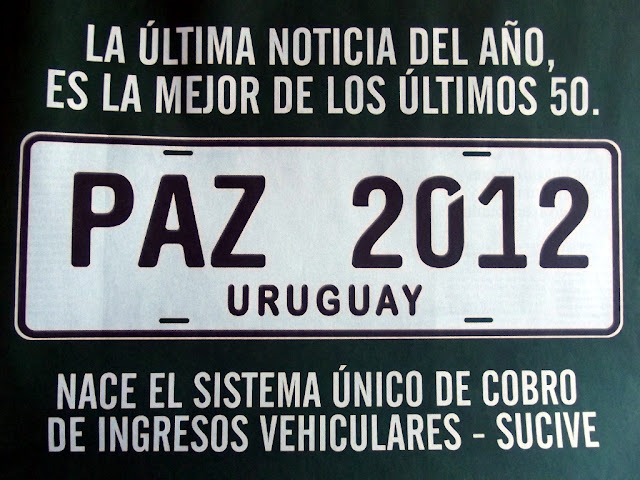 LA ÚLTIMA NOTICIA DEL AÑO,
ES LA MEJOR DE LOS ÚLTIMOS 50.
PAZ 2012
URUGUAY
NACE EL SISTEMA ÚNICO DE COBRO
DE INGRESOS VEHICULARES - SUCIVE